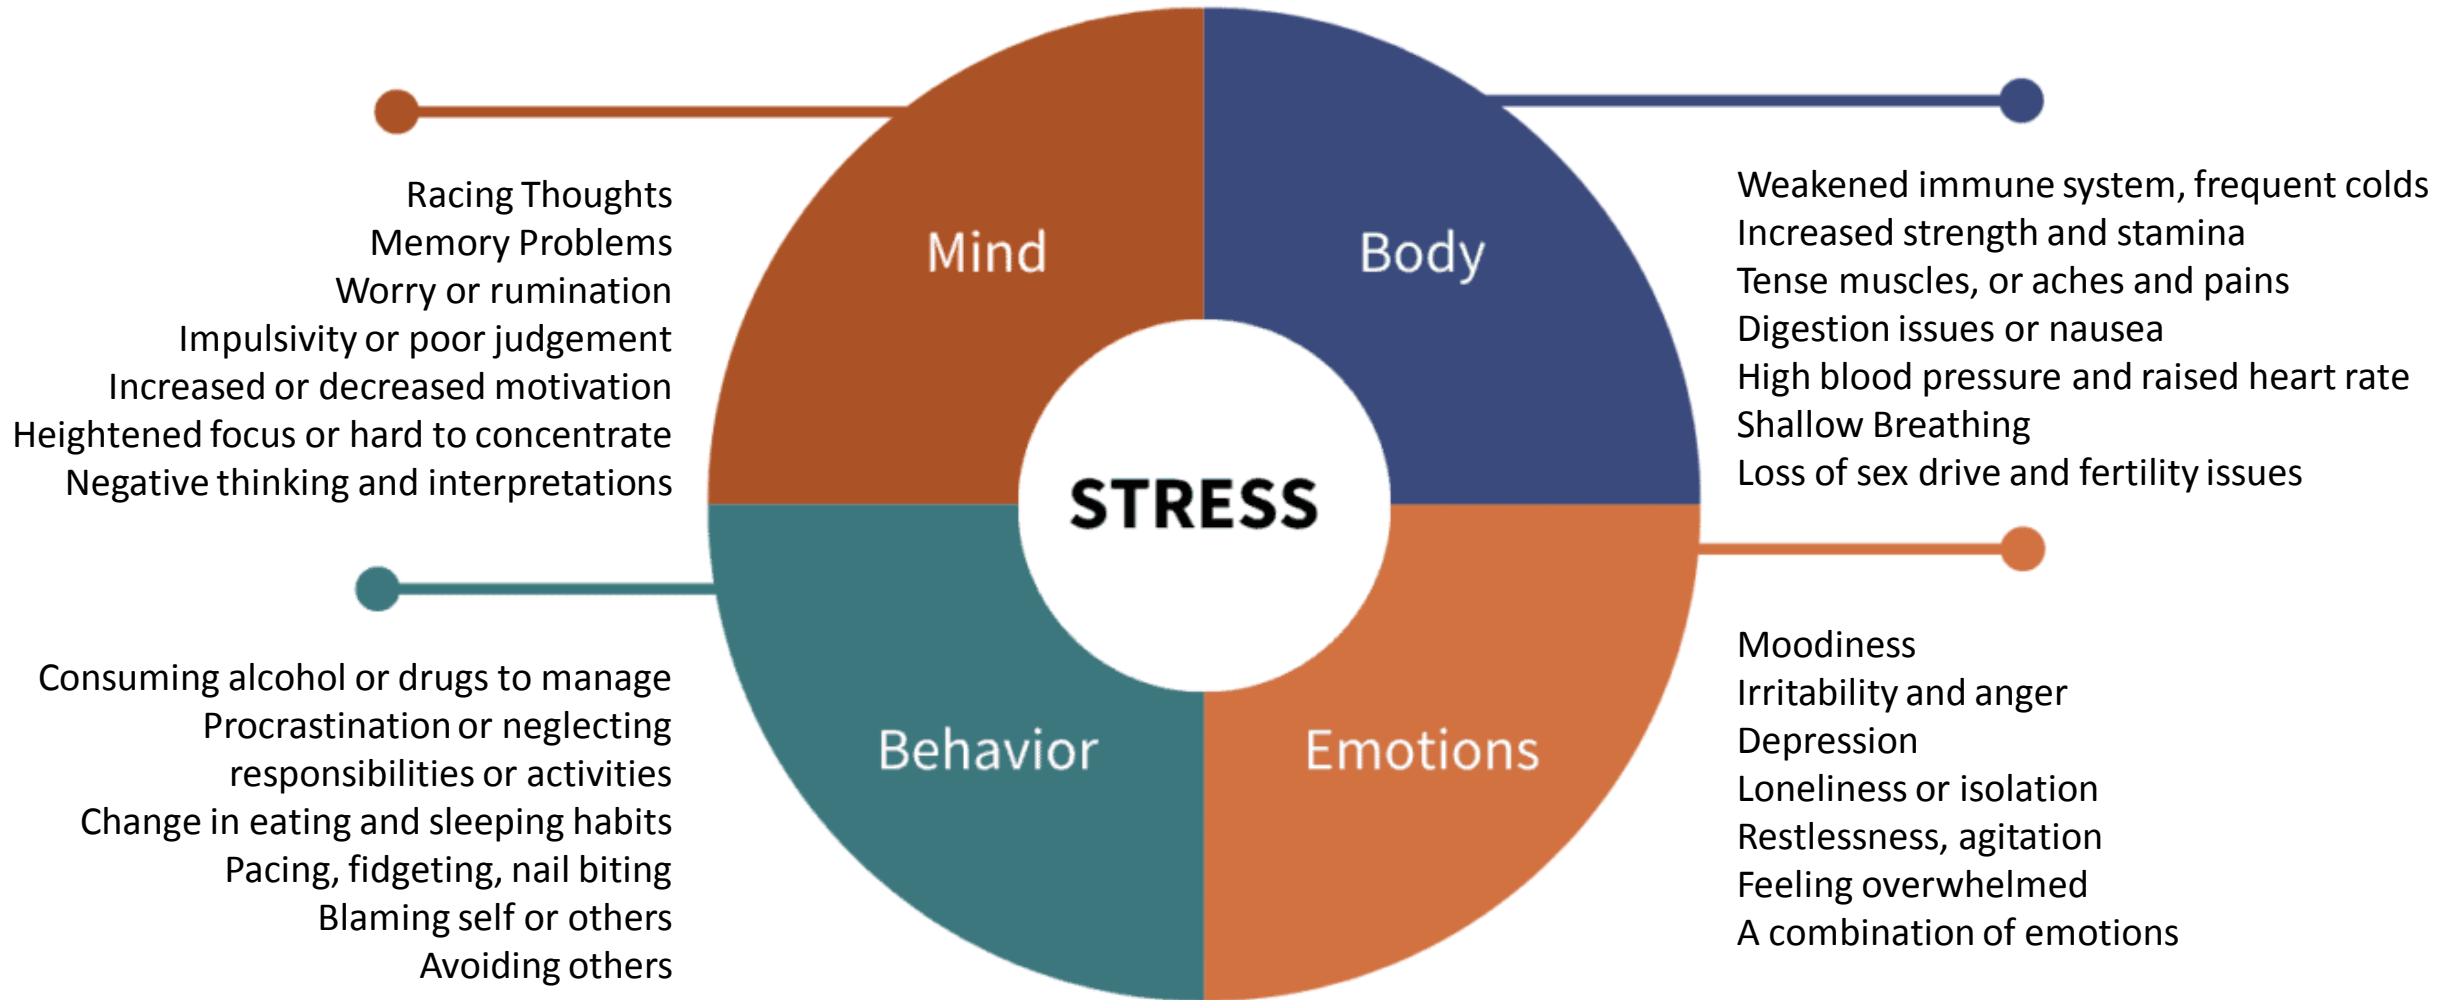 Racing Thoughts
Memory Problems
Worry or rumination
Impulsivity or poor judgement
Increased or decreased motivation
Heightened focus or hard to concentrate
Negative thinking and interpretations
Mind
Body
Weakened immune system, frequent colds
Increased strength and stamina
Tense muscles, or aches and pains
Digestion issues or nausea
High blood pressure and raised heart rate
Shallow Breathing
Loss of sex drive and fertility issues
STRESS
Consuming alcohol or drugs to manage
Procrastination or neglecting
responsibilities or activities
Change in eating and sleeping habits
Pacing, fidgeting, nail biting
Blaming self or others
Avoiding others
Behavior
Emotions
Moodiness
Irritability and anger
Depression
Loneliness or isolation
Restlessness, agitation
Feeling overwhelmed
A combination of emotions